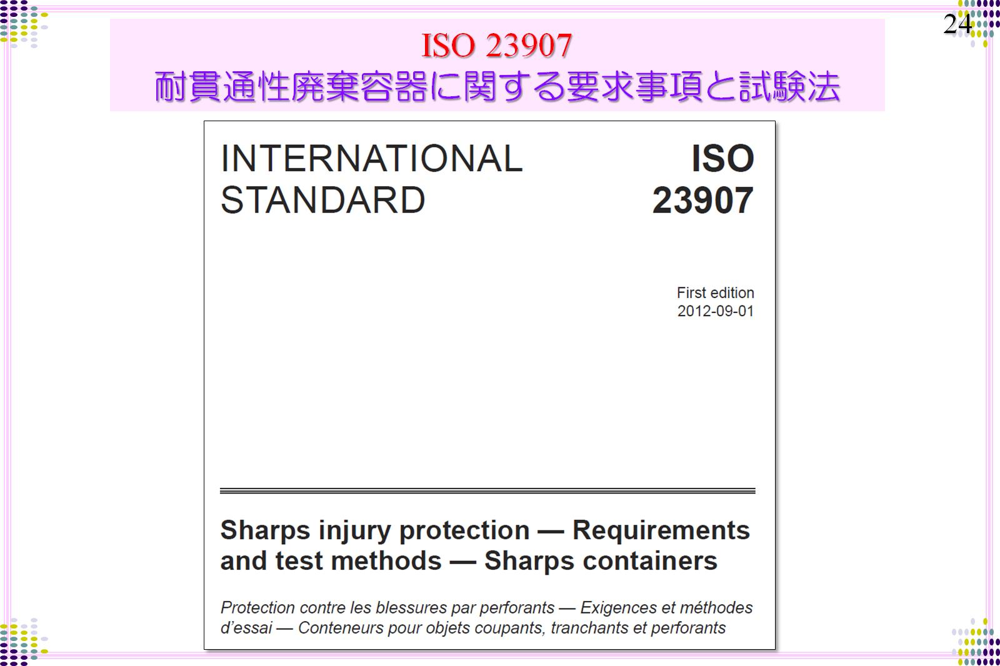 24
ISO 23907
耐貫通性廃棄容器に関する要求事項と試験法
INTERNATIONAL STANDARD
ISO 23907
First edition
2012-09-01
Sharps injury protection — Requirements
and test methods — Sharps containers
Protection contre les blessures par perforants — Exigences et méthodes
d’essai — Conteneurs pour objets coupants, tranchants et perforants